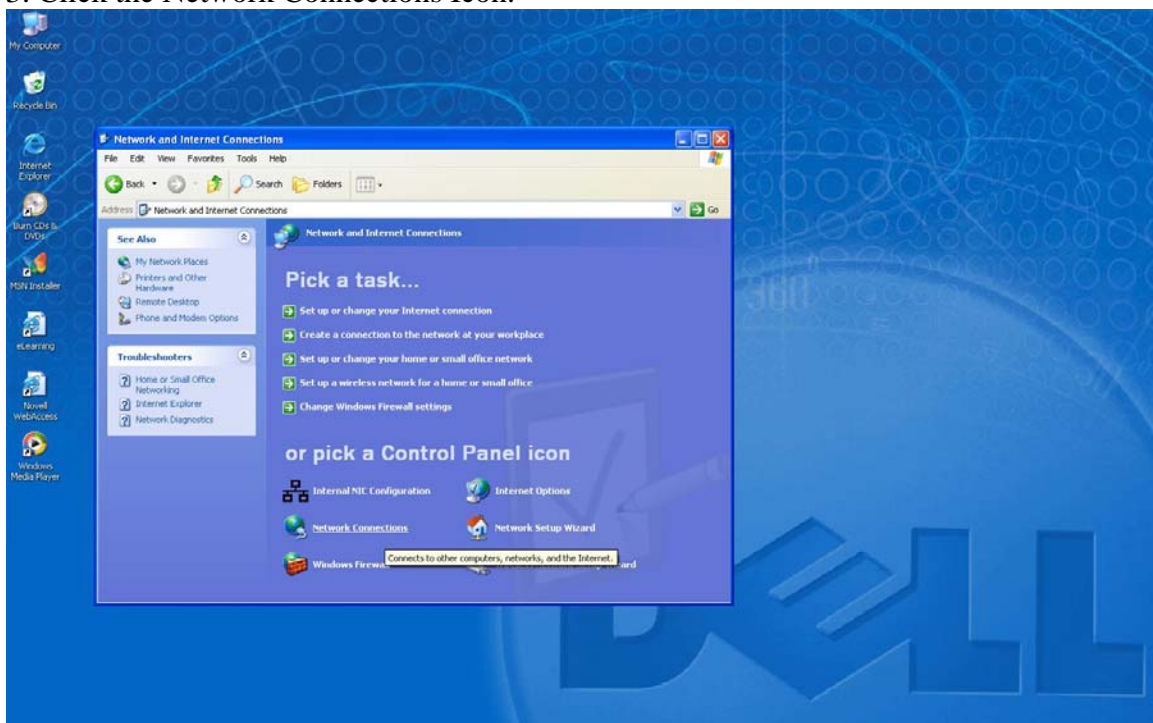 3. Click the Network Connections Icon.
My Computer
Recycle Bin
Internet
Explorer
Burn CDs &
DVDs
MSN Installer
eLearning
Novell
WebAccess
Windows
Media Player
Network and Internet Connections
File Edit View Favorites Tools Help
Back Search Folders
Address Network and Internet Connections Go
See Also
My Network Places
Printers and Other
Hardware
Remote Desktop
Phone and Modem Options
Troubleshooters
Home or Small Office
Networking
Internet Explorer
Network Diagnostics
Network and Internet Connections
Pick a task...
Set up or change your Internet connection
Create a connection to the network at your workplace
Set up or change your home or small office network
Set up a wireless network for a home or small office
Change Windows Firewall settings
or pick a Control Panel icon
Internal NIC Configuration
Internet Options
Network Connections
Network Setup Wizard
Connects to other computers, networks, and the Internet.
Windows
360°
DELL